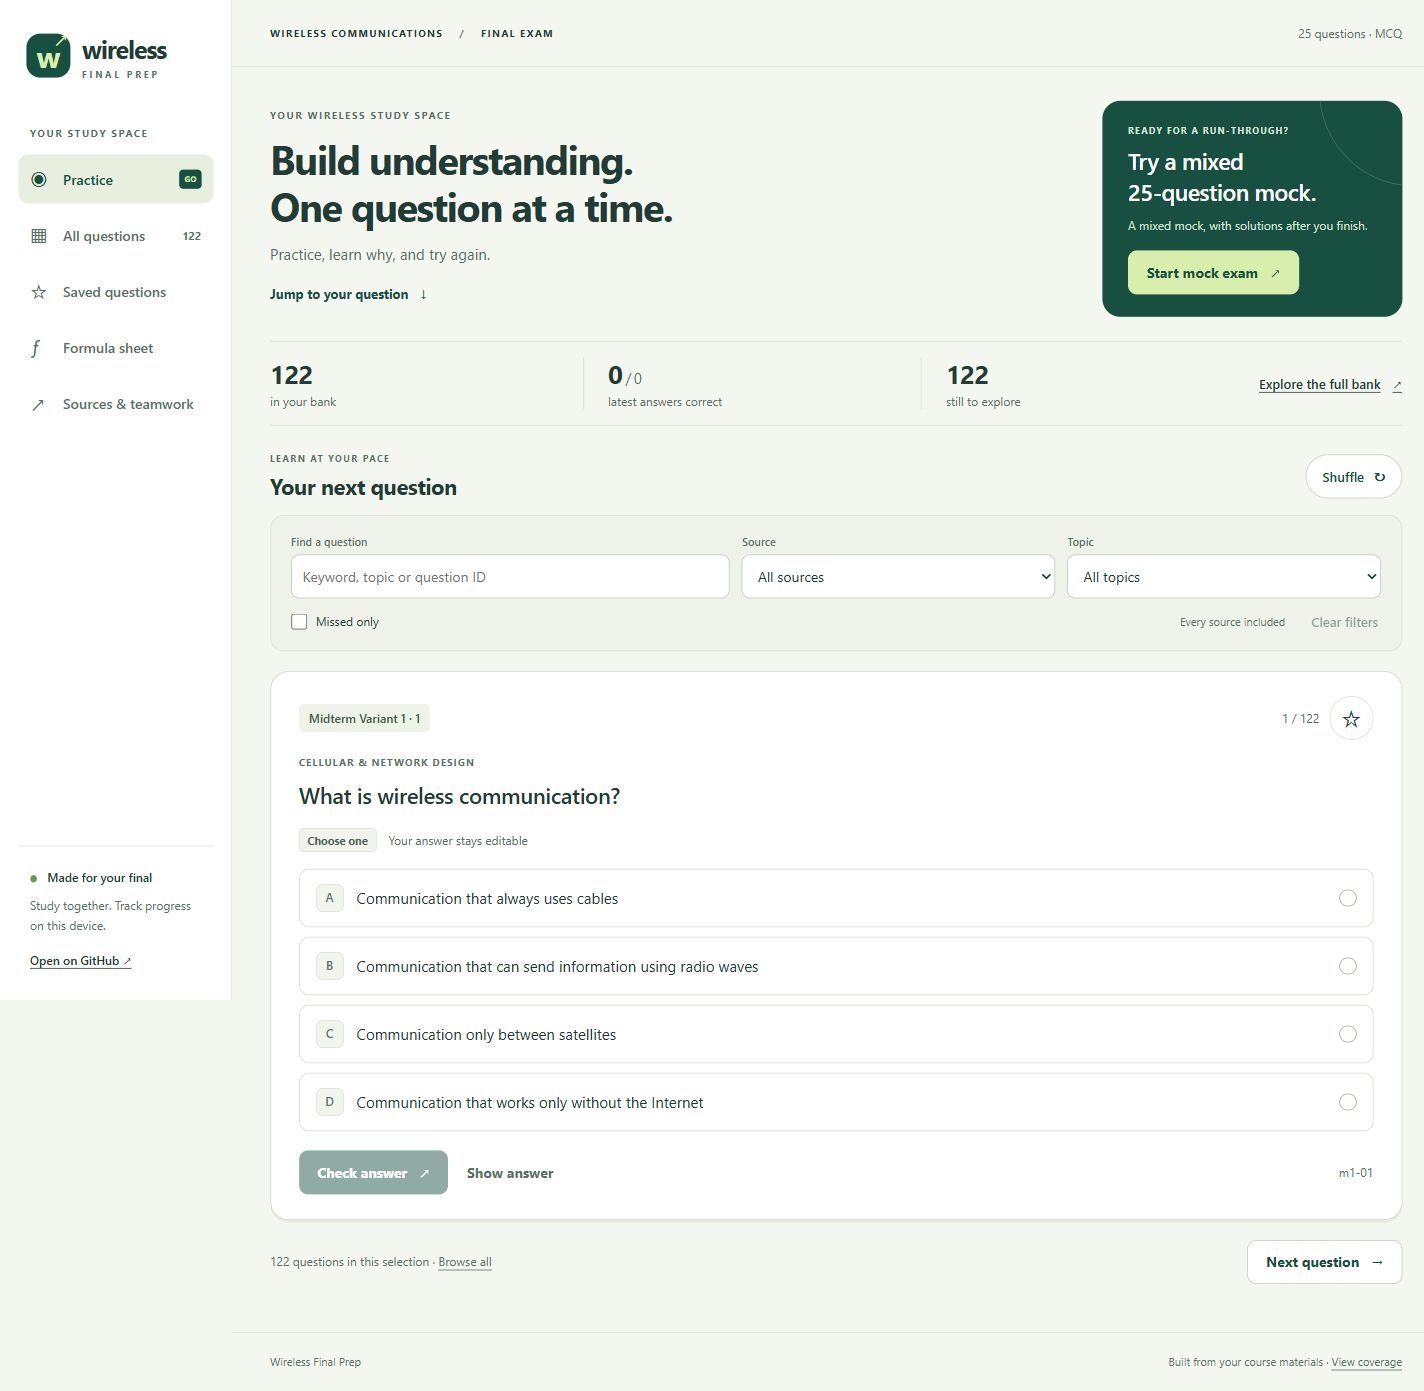 w↗ wireless
FINAL PREP
YOUR STUDY SPACE
Practice GO
All questions 122
Saved questions
ƒ Formula sheet
↗ Sources & teamwork
Made for your final
Study together. Track progress
on this device.
Open on GitHub ↗
WIRELESS COMMUNICATIONS / FINAL EXAM
25 questions · MCQ
YOUR WIRELESS STUDY SPACE
Build understanding.
One question at a time.
Practice, learn why, and try again.
Jump to your question ↓
READY FOR A RUN-THROUGH?
Try a mixed
25-question mock.
A mixed mock, with solutions after you finish.
Start mock exam ↗
122
in your bank
0 / 0
latest answers correct
122
still to explore
Explore the full bank ↗
LEARN AT YOUR PACE
Your next question
Shuffle ↻
Find a question
Keyword, topic or question ID
Source
All sources
Topic
All topics
Missed only
Every source included
Clear filters
Midterm Variant 1 · 1
1 / 122
CELLULAR & NETWORK DESIGN
What is wireless communication?
Choose one Your answer stays editable
A Communication that always uses cables
B Communication that can send information using radio waves
C Communication only between satellites
D Communication that works only without the Internet
Check answer ↗ Show answer
m1-01
122 questions in this selection · Browse all
Next question →
Wireless Final Prep
Built from your course materials · View coverage